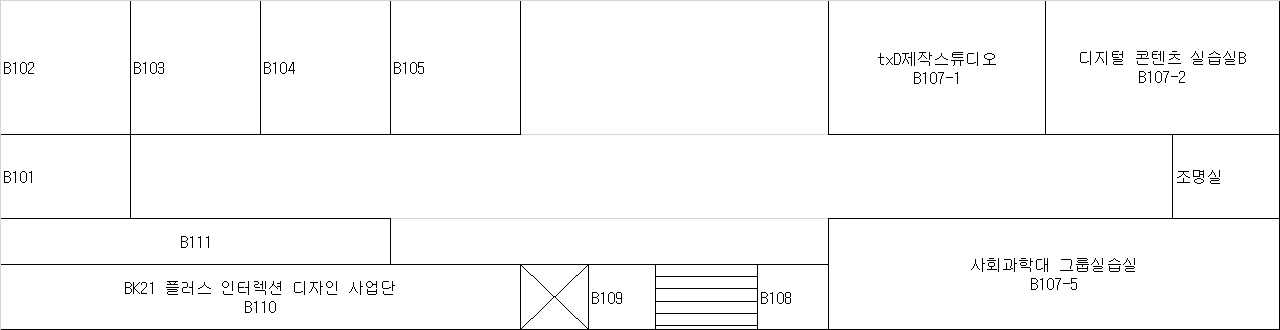 B102
B103
B104
B105
txD제작스튜디오
B107-1
디지털 콘텐츠 실습실B
B107-2
B101
조명실
B111
사회과학대 그룹실습실
B107-5
BK21 플러스 인터렉션 디자인 사업단
B110
B109
B108